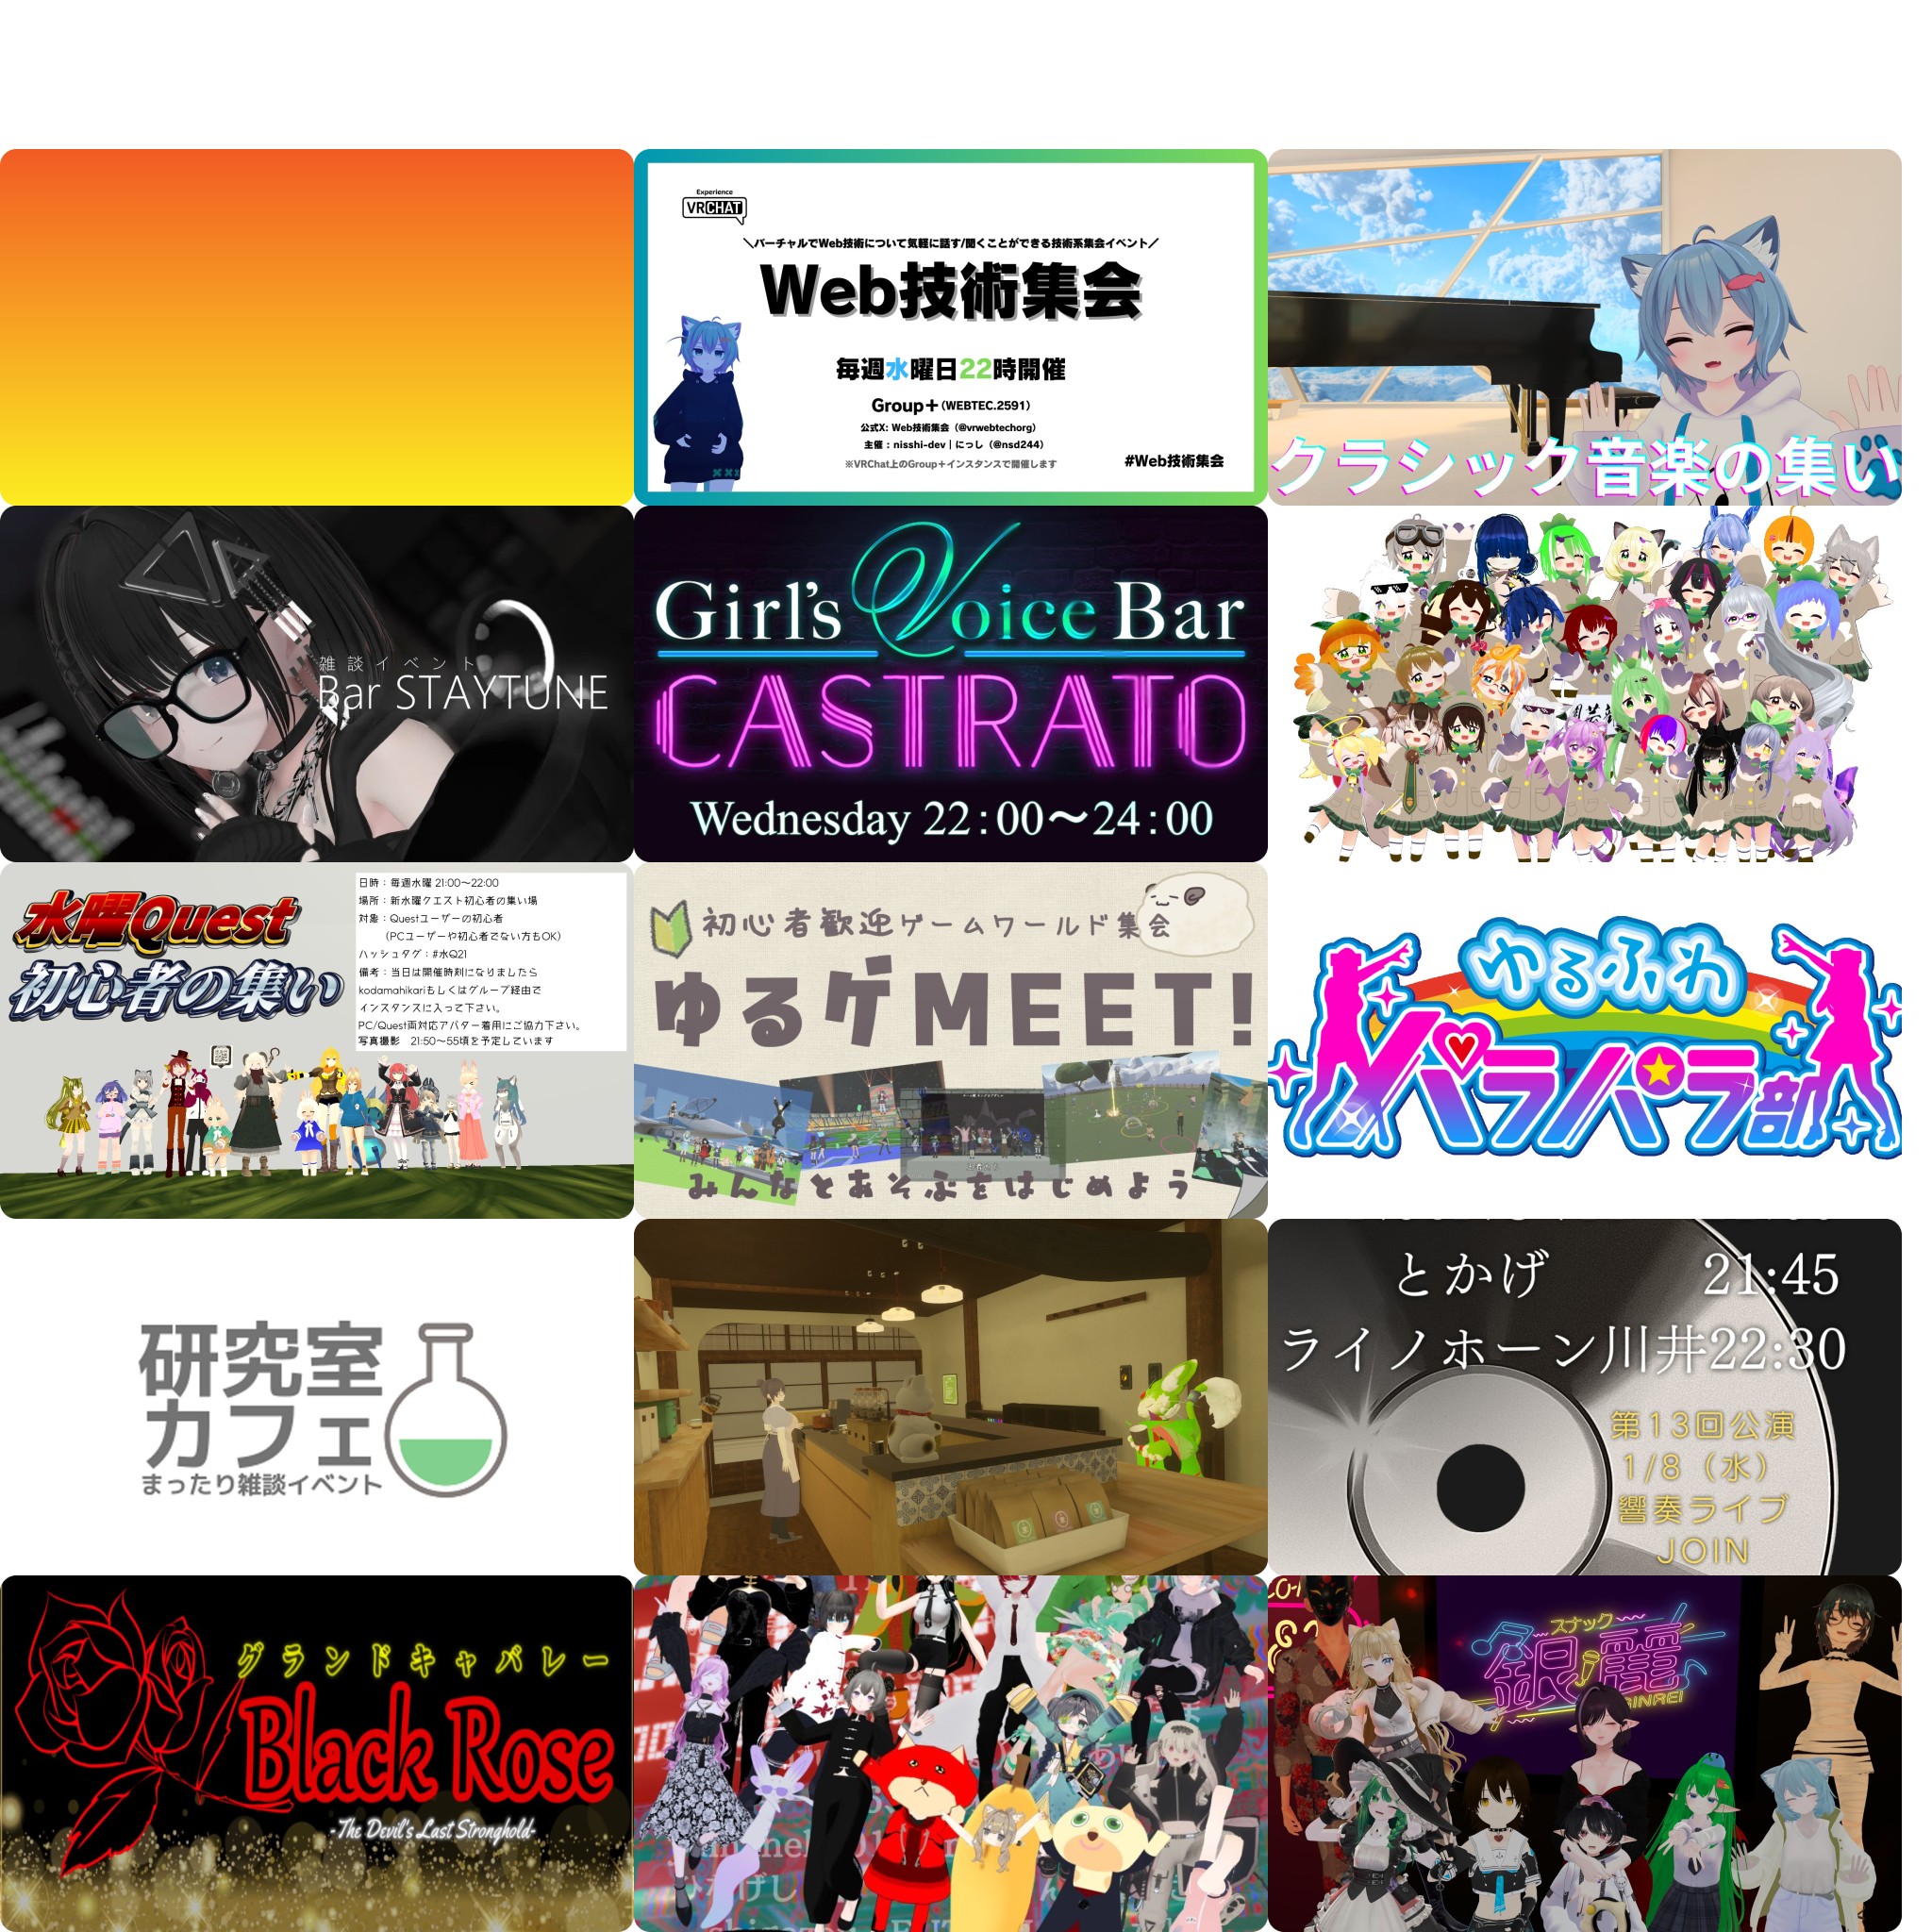 Experience
VRCHAT
＼バーチャルでWeb技術について気軽に話す/聞くことができる技術系集会イベント／
Web技術集会
毎週水曜日22時開催
Group＋(WEBTEC.2591)
公式X: Web技術集会（@vrwebtechorg）
主催：nisshi-dev｜にっし（@nsd244）
※VRChat上のGroup＋インスタンスで開催します
#Web技術集会
クラシック音楽の集い
雑談イベント
Bar STAYTUNE
Girl's Voice Bar
CASTRATO
Wednesday 22:00〜24:00
水曜Quest
初心者の集い
日時：毎週水曜 21:00〜22:00
場所：新水曜クエスト初心者の集い場
対象：Questユーザーの初心者
（PCユーザーや初心者でない方もOK）
ハッシュタグ：#水Q21
備考：当日は開催時刻になりましたら
kodamahikariもしくはグループ経由で
インスタンスに入って下さい。
PC/Quest両対応アバター着用にご協力下さい。
写真撮影　21:50〜55頃を予定しています
初心者歓迎ゲームワールド集会
ゆるゲMEET!
みんなとあそぶをはじめよう
ゆるふわ
パラパラ部
研究室
カフェ
まったり雑談イベント
とかげ 21:45
ライノホーン川井22:30
第13回公演
1/8（水）
響奏ライブ
JOIN
グランドキャバレー
Black Rose
-The Devil's Last Stronghold-
スナック
銀麗
GINREI